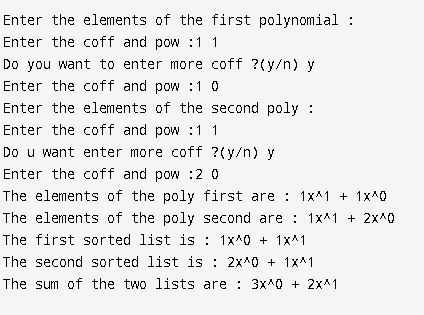 Enter the elements of the first polynomial :
Enter the coff and pow :1 1
Do you want to enter more coff ?(y/n) y
Enter the coff and pow :1 0
Enter the elements of the second poly :
Enter the coff and pow :1 1
Do u want enter more coff ?(y/n) y
Enter the coff and pow :2 0
The elements of the poly first are : 1x^1 + 1x^0
The elements of the poly second are : 1x^1 + 2x^0
The first sorted list is : 1x^0 + 1x^1
The second sorted list is : 2x^0 + 1x^1
The sum of the two lists are : 3x^0 + 2x^1